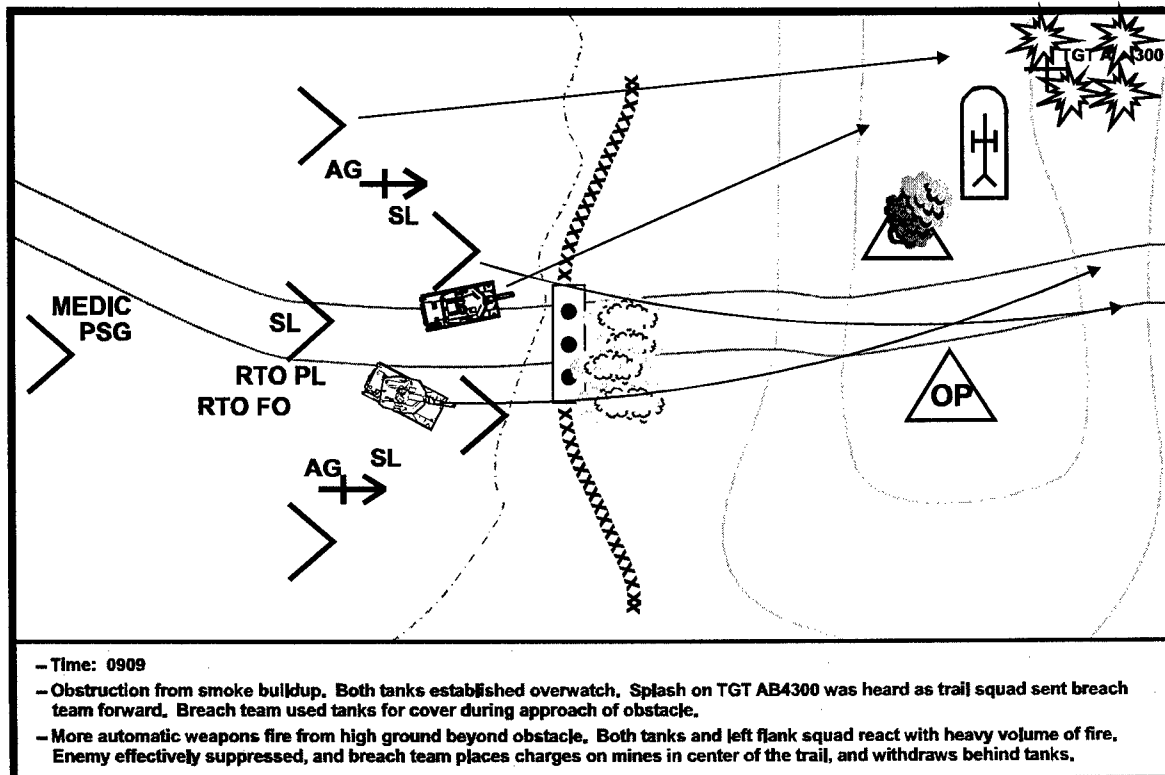 TGT AB4300
AG
SL
MEDIC
PSG
SL
RTO PL
RTO FO
OP
AG
SL
XXXXXXXXXXXXXXXXXXXX
XXXXXXXXXXXXXXXXXXXX
– Time: 0909
– Obstruction from smoke buildup. Both tanks established overwatch. Splash on TGT AB4300 was heard as trail squad sent breach
team forward. Breach team used tanks for cover during approach of obstacle.
– More automatic weapons fire from high ground beyond obstacle. Both tanks and left flank squad react with heavy volume of fire.
Enemy effectively suppressed, and breach team places charges on mines in center of the trail, and withdraws behind tanks.